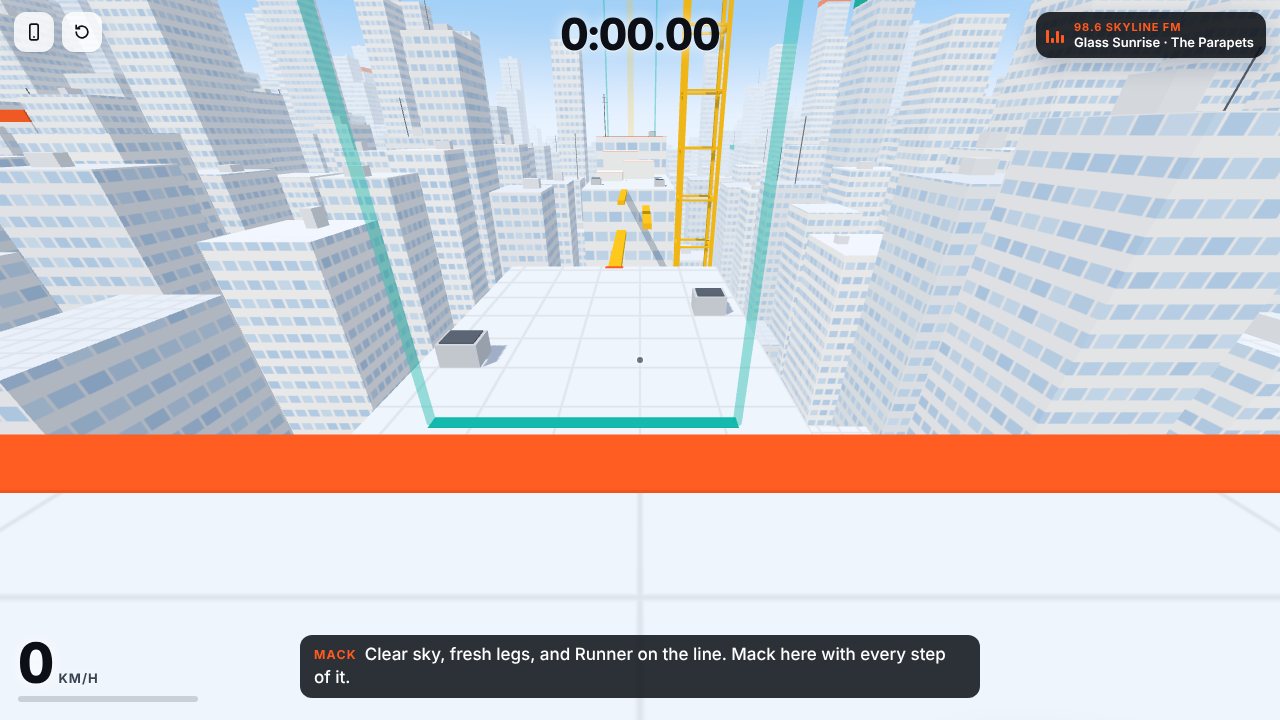 0:00.00
98.6 SKYLINE FM
Glass Sunrise · The Parapets
0 KM/H
MACK Clear sky, fresh legs, and Runner on the line. Mack here with every step
of it.